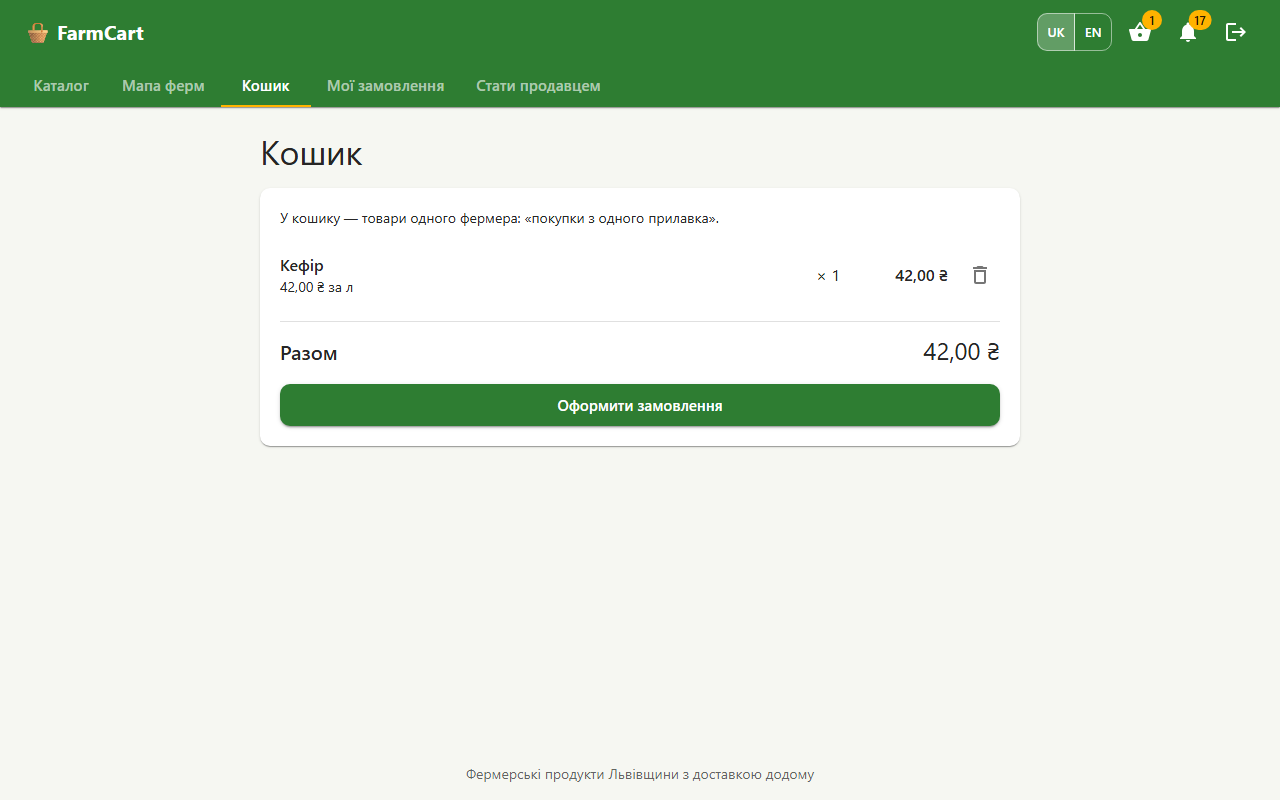 FarmCart
UK EN 1 17
Каталог Мапа ферм Кошик Мої замовлення Стати продавцем
Кошик
У кошику — товари одного фермера: «покупки з одного прилавка».
Кефір
42,00 ₴ за л
× 1 42,00 ₴
Разом 42,00 ₴
Оформити замовлення
Фермерські продукти Львівщини з доставкою додому